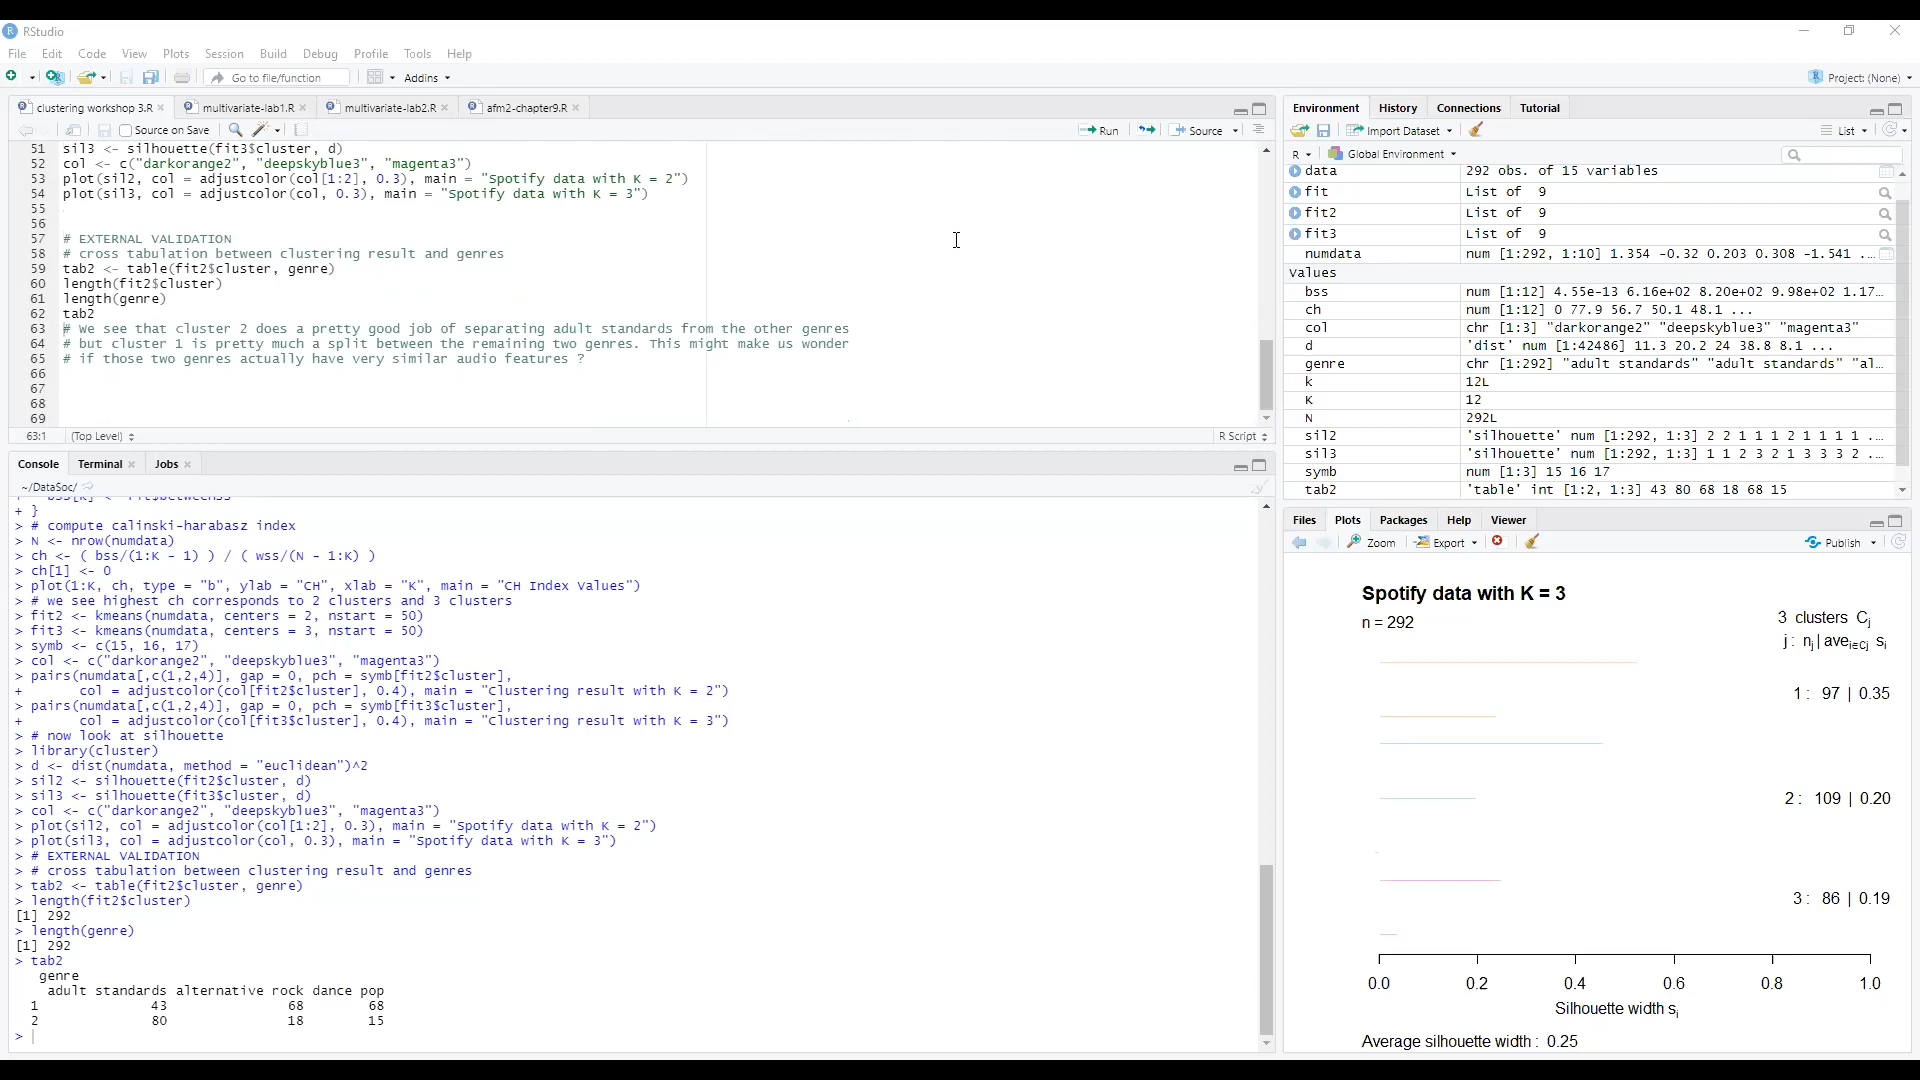 RStudio
File Edit Code View Plots Session Build Debug Profile Tools Help
Go to file/function Addins Project: (None)
clustering workshop 3.R multivariate-lab1.R multivariate-lab2.R afm2-chapter9.R
Source on Save Run Source
51 sil3 <- silhouette(fit3$cluster, d)
52 col <- c("darkorange2", "deepskyblue3", "magenta3")
53 plot(sil2, col = adjustcolor(col[1:2], 0.3), main = "Spotify data with K = 2")
54 plot(sil3, col = adjustcolor(col, 0.3), main = "Spotify data with K = 3")
55
56
57 # EXTERNAL VALIDATION
58 # cross tabulation between clustering result and genres
59 tab2 <- table(fit2$cluster, genre)
60 length(fit2$cluster)
61 length(genre)
62 tab2
63 # We see that cluster 2 does a pretty good job of separating adult standards from the other genres
64 # but cluster 1 is pretty much a split between the remaining two genres. This might make us wonder
65 # if those two genres actually have very similar audio features ?
66
67
68
69
63:1 (Top Level) R Script
Console Terminal Jobs
~/DataSoc/
+ }
> # compute calinski-harabasz index
> N <- nrow(numdata)
> ch <- ( bss/(1:K - 1) ) / ( wss/(N - 1:K) )
> ch[1] <- 0
> plot(1:K, ch, type = "b", ylab = "CH", xlab = "K", main = "CH Index Values")
> # we see highest ch corresponds to 2 clusters and 3 clusters
> fit2 <- kmeans(numdata, centers = 2, nstart = 50)
> fit3 <- kmeans(numdata, centers = 3, nstart = 50)
> symb <- c(15, 16, 17)
> col <- c("darkorange2", "deepskyblue3", "magenta3")
> pairs(numdata[,c(1,2,4)], gap = 0, pch = symb[fit2$cluster],
+ col = adjustcolor(col[fit2$cluster], 0.4), main = "Clustering result with K = 2")
> pairs(numdata[,c(1,2,4)], gap = 0, pch = symb[fit3$cluster],
+ col = adjustcolor(col[fit3$cluster], 0.4), main = "Clustering result with K = 3")
> # now look at silhouette
> library(cluster)
> d <- dist(numdata, method = "euclidean")^2
> sil2 <- silhouette(fit2$cluster, d)
> sil3 <- silhouette(fit3$cluster, d)
> col <- c("darkorange2", "deepskyblue3", "magenta3")
> plot(sil2, col = adjustcolor(col[1:2], 0.3), main = "Spotify data with K = 2")
> plot(sil3, col = adjustcolor(col, 0.3), main = "Spotify data with K = 3")
> # EXTERNAL VALIDATION
> # cross tabulation between clustering result and genres
> tab2 <- table(fit2$cluster, genre)
> length(fit2$cluster)
[1] 292
> length(genre)
[1] 292
> tab2
genre
adult standards alternative rock dance pop
1 43 68 68
2 80 18 15
>
Environment History Connections Tutorial
Import Dataset List
R Global Environment
data 292 obs. of 15 variables
fit List of 9
fit2 List of 9
fit3 List of 9
numdata num [1:292, 1:10] 1.354 -0.32 0.203 0.308 -1.541 ...
Values
bss num [1:12] 4.55e-13 6.16e+02 8.20e+02 9.98e+02 1.17...
ch num [1:12] 0 77.9 56.7 50.1 48.1 ...
col chr [1:3] "darkorange2" "deepskyblue3" "magenta3"
d 'dist' num [1:42486] 11.3 20.2 24 38.8 8.1 ...
genre chr [1:292] "adult standards" "adult standards" "al...
k 12L
K 12
N 292L
sil2 'silhouette' num [1:292, 1:3] 2 2 1 1 1 2 1 1 1 1 ...
sil3 'silhouette' num [1:292, 1:3] 1 1 2 3 2 1 3 3 3 2 ...
symb num [1:3] 15 16 17
tab2 'table' int [1:2, 1:3] 43 80 68 18 68 15
Files Plots Packages Help Viewer
Zoom Export Publish
Spotify data with K = 3
n = 292
3 clusters Cj
j : nj | avei∈Cj si
1 : 97 | 0.35
2 : 109 | 0.20
3 : 86 | 0.19
0.0 0.2 0.4 0.6 0.8 1.0
Silhouette width si
Average silhouette width : 0.25